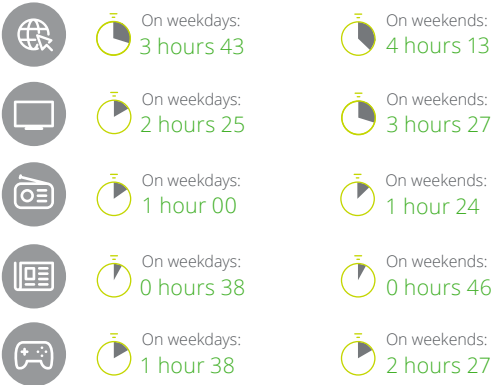 On weekdays:
3 hours 43
On weekends:
4 hours 13
On weekdays:
2 hours 25
On weekends:
3 hours 27
On weekdays:
1 hour 00
On weekends:
1 hour 24
On weekdays:
0 hours 38
On weekends:
0 hours 46
On weekdays:
1 hour 38
On weekends:
2 hours 27